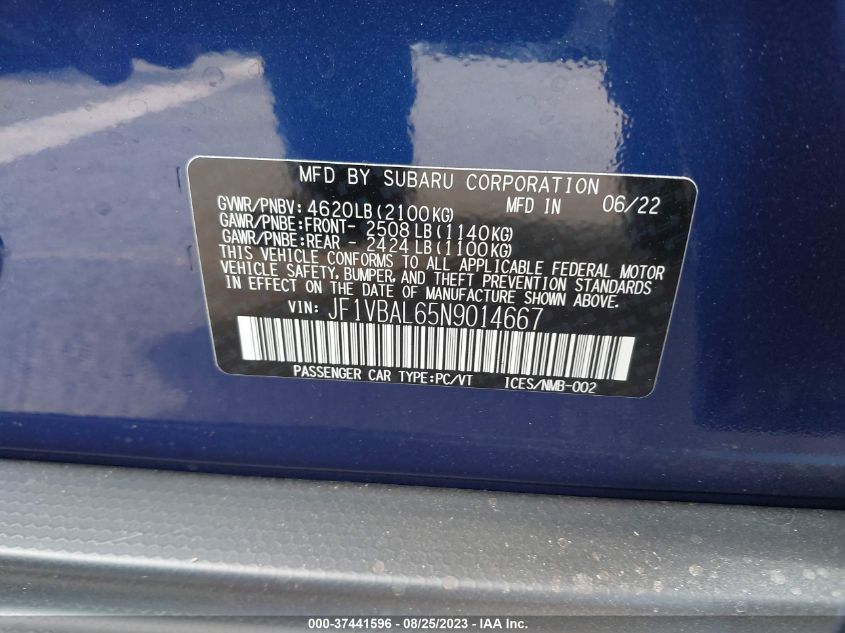 MFD BY SUBARU CORPORATION
GVWR/PNBV: 4620LB(2100KG) MFD IN 06/22
GAWR/PNBE:FRONT- 2508LB(1140KG)
GAWR/PNBE:REAR - 2424LB(1100KG)
THIS VEHICLE CONFORMS TO ALL APPLICABLE FEDERAL MOTOR
VEHICLE SAFETY, BUMPER, AND THEFT PREVENTION STANDARDS
IN EFFECT ON THE DATE OF MANUFACTURE SHOWN ABOVE.
VIN: JF1VBAL65N9014667
PASSENGER CAR TYPE:PC/VT ICES/NMB-002
000-37441596 - 08/25/2023 - IAA Inc.